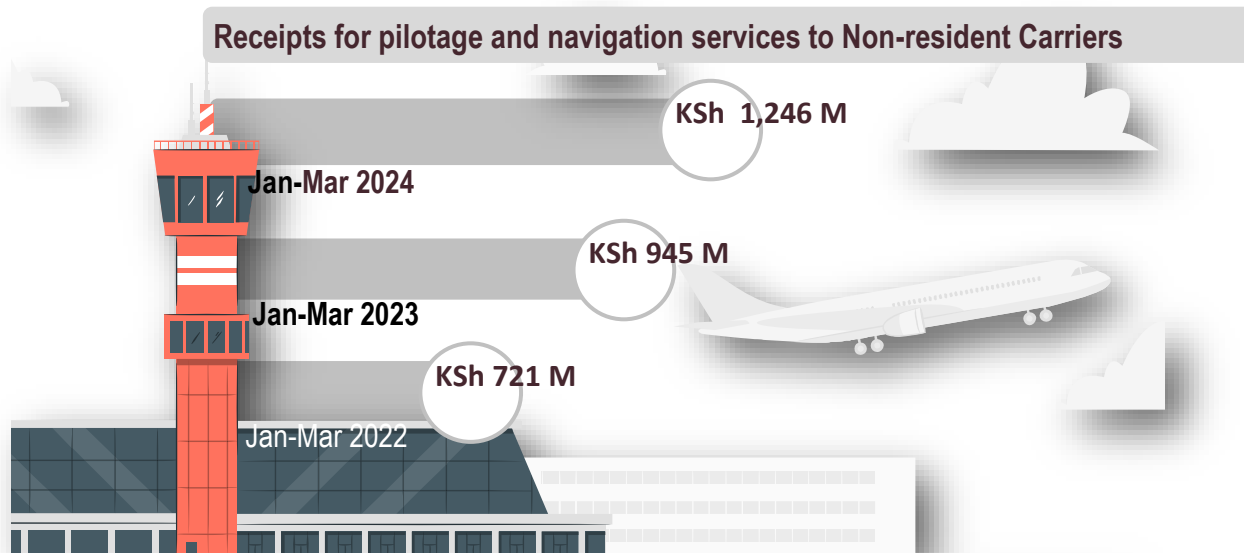 Receipts for pilotage and navigation services to Non-resident Carriers
KSh  1,246 M
Jan-Mar 2024
KSh 945 M
Jan-Mar 2023
KSh 721 M
Jan-Mar 2022